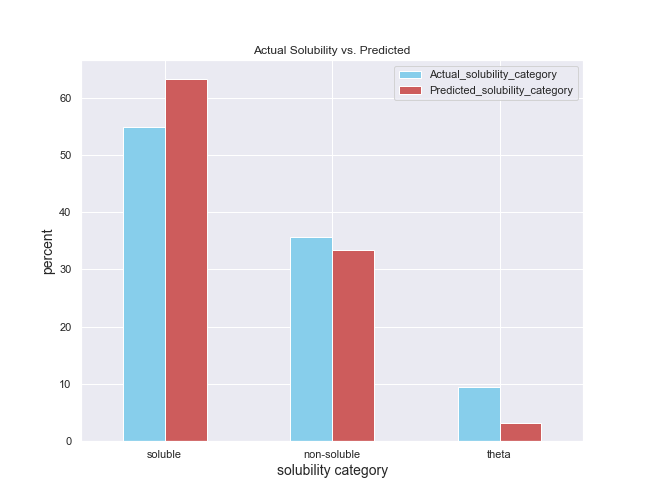 Actual Solubility vs. Predicted
Actual_solubility_category
Predicted_solubility_category
percent
60
50
40
30
20
10
0
soluble
non-soluble
theta
solubility category